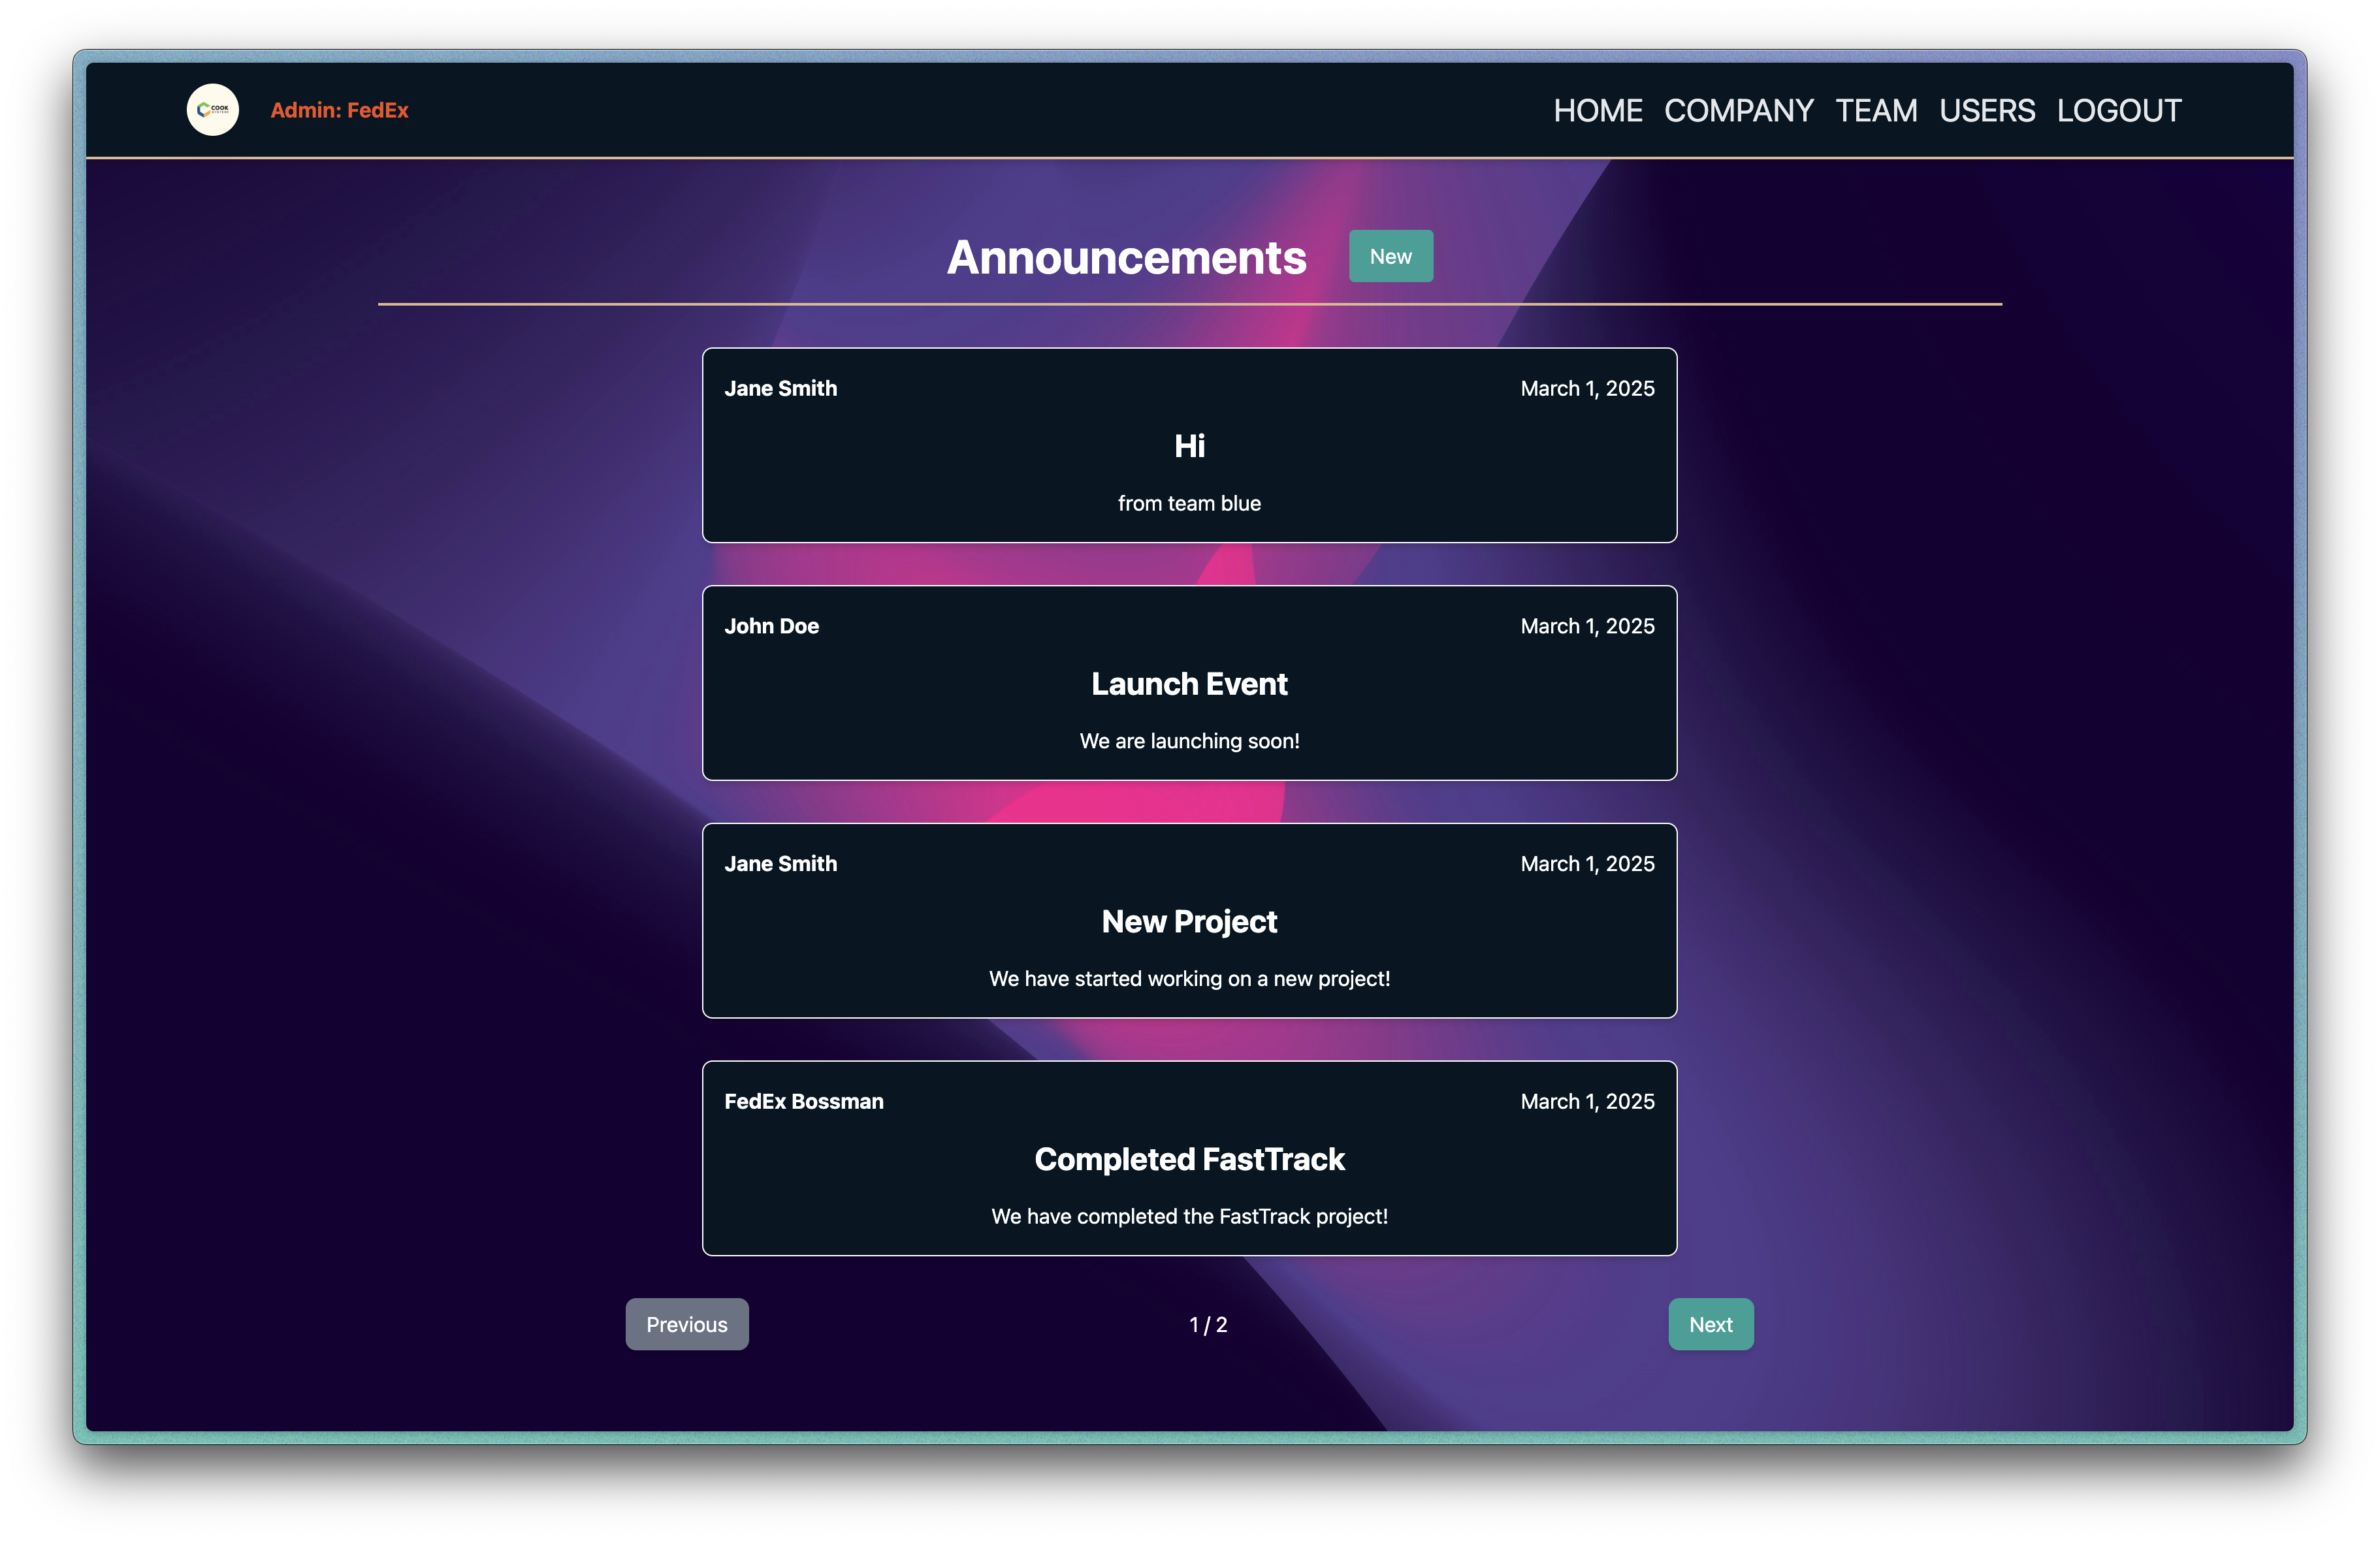 COOK
SYSTEMS
Admin: FedEx
HOME COMPANY TEAM USERS LOGOUT
Announcements
New
Jane Smith
March 1, 2025
Hi
from team blue
John Doe
March 1, 2025
Launch Event
We are launching soon!
Jane Smith
March 1, 2025
New Project
We have started working on a new project!
FedEx Bossman
March 1, 2025
Completed FastTrack
We have completed the FastTrack project!
Previous
1 / 2
Next